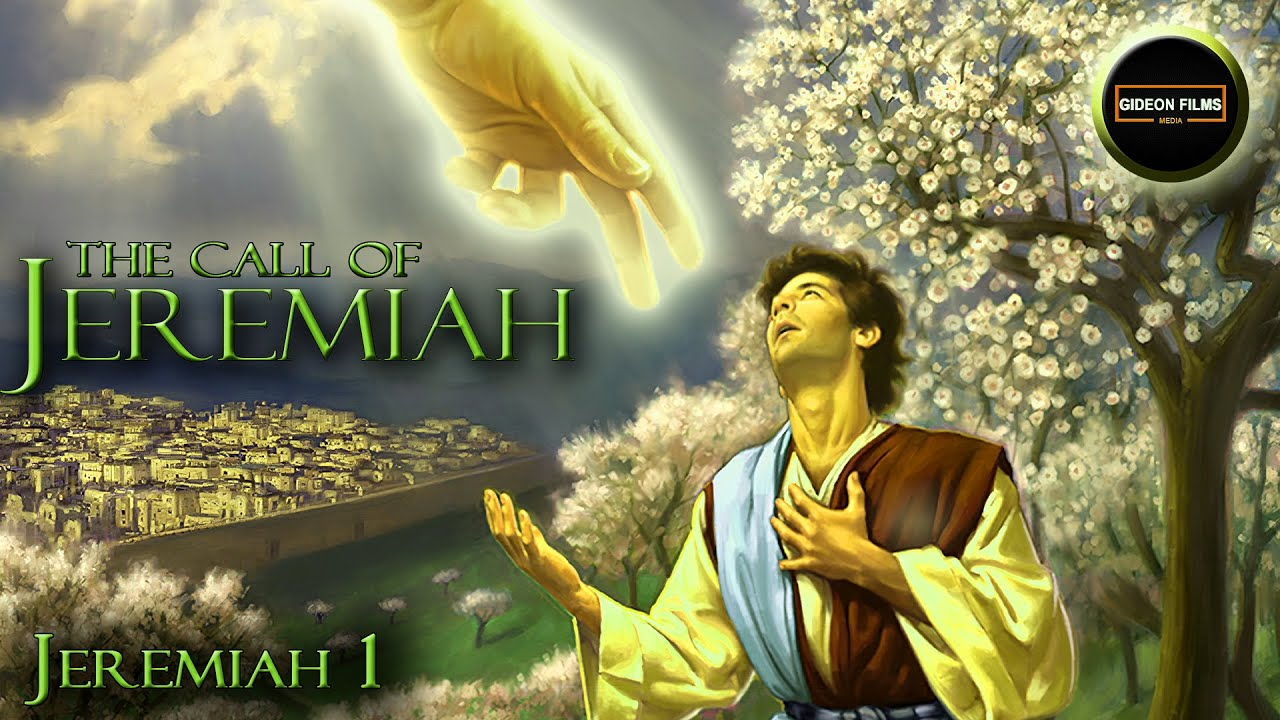 GIDEON FILMS
MEDIA
THE CALL OF
JEREMIAH
JEREMIAH 1